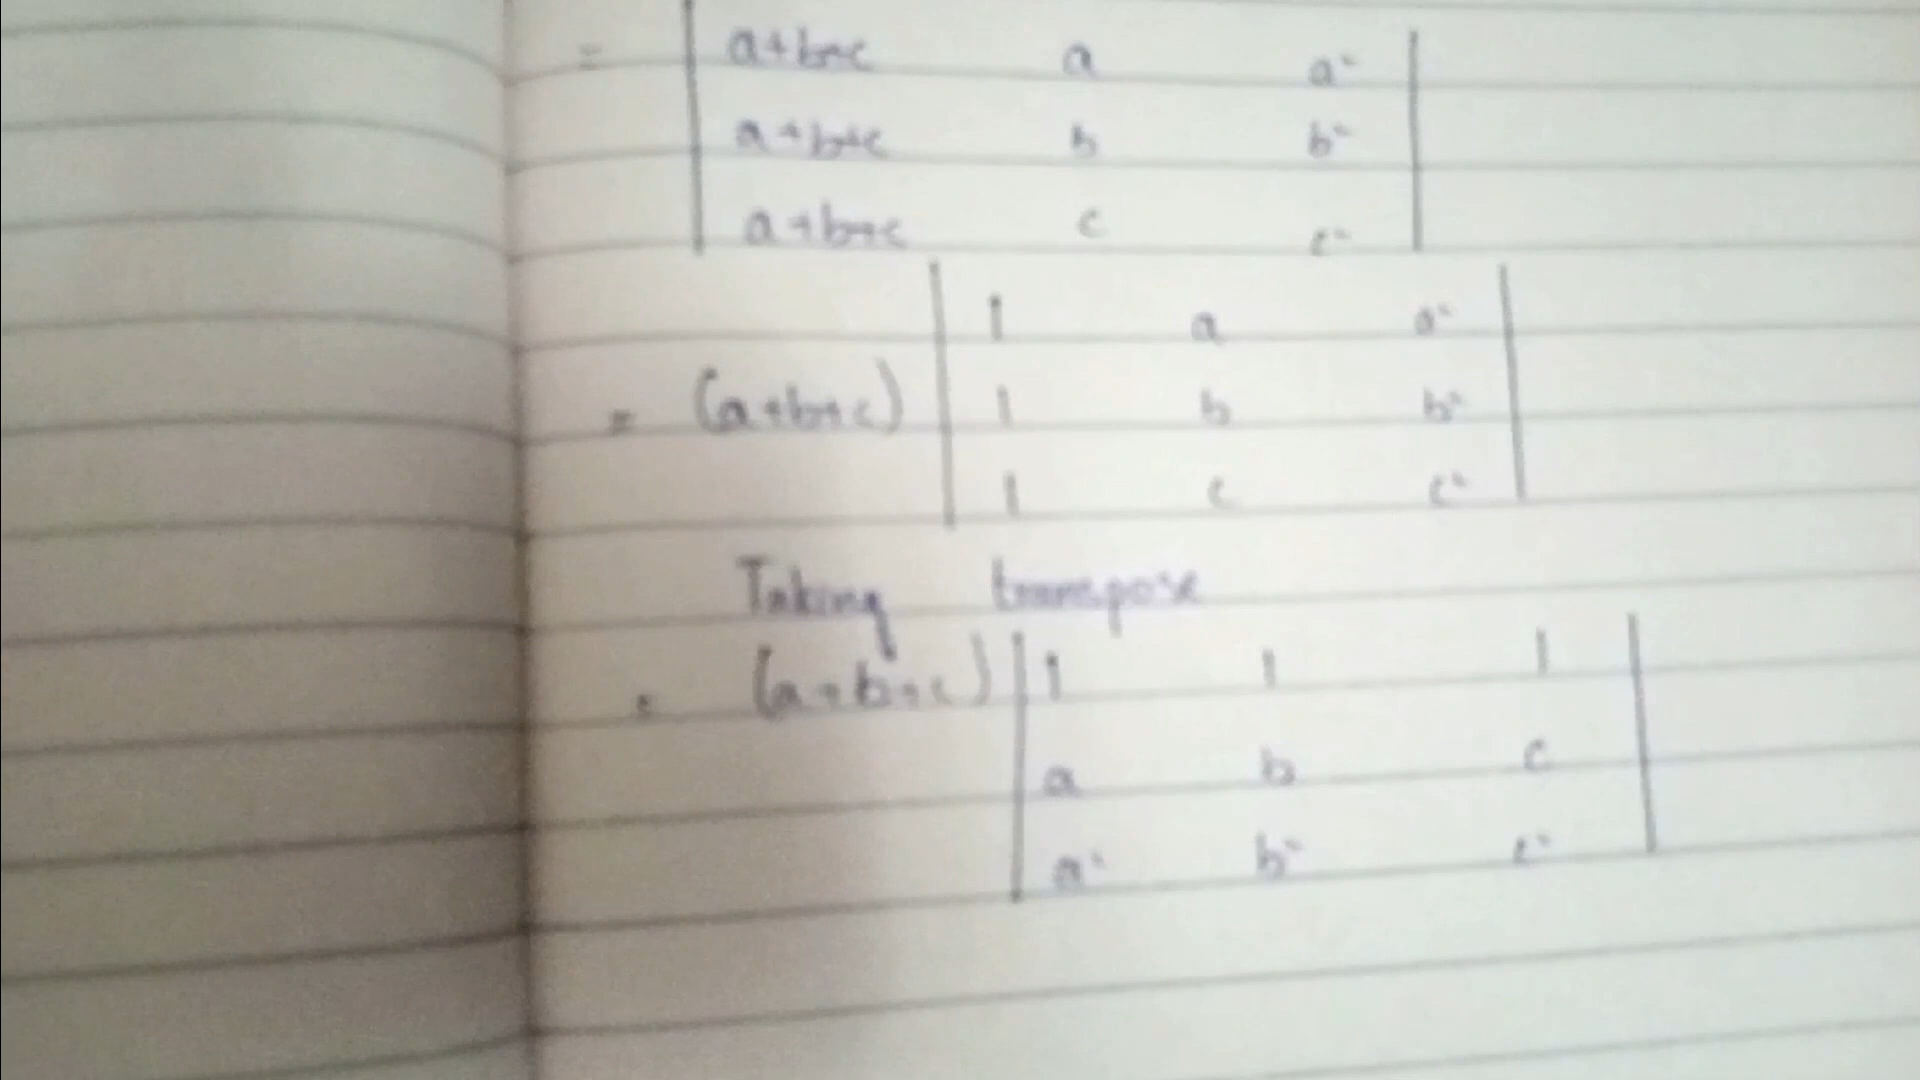 = | a+b+c a a² |
| a+b+c b b² |
| a+b+c c c² |
| 1 a a² |
= (a+b+c) | 1 b b² |
| 1 c c² |
Taking transpose
= (a+b+c) | 1 1 1 |
| a b c |
| a² b² c² |